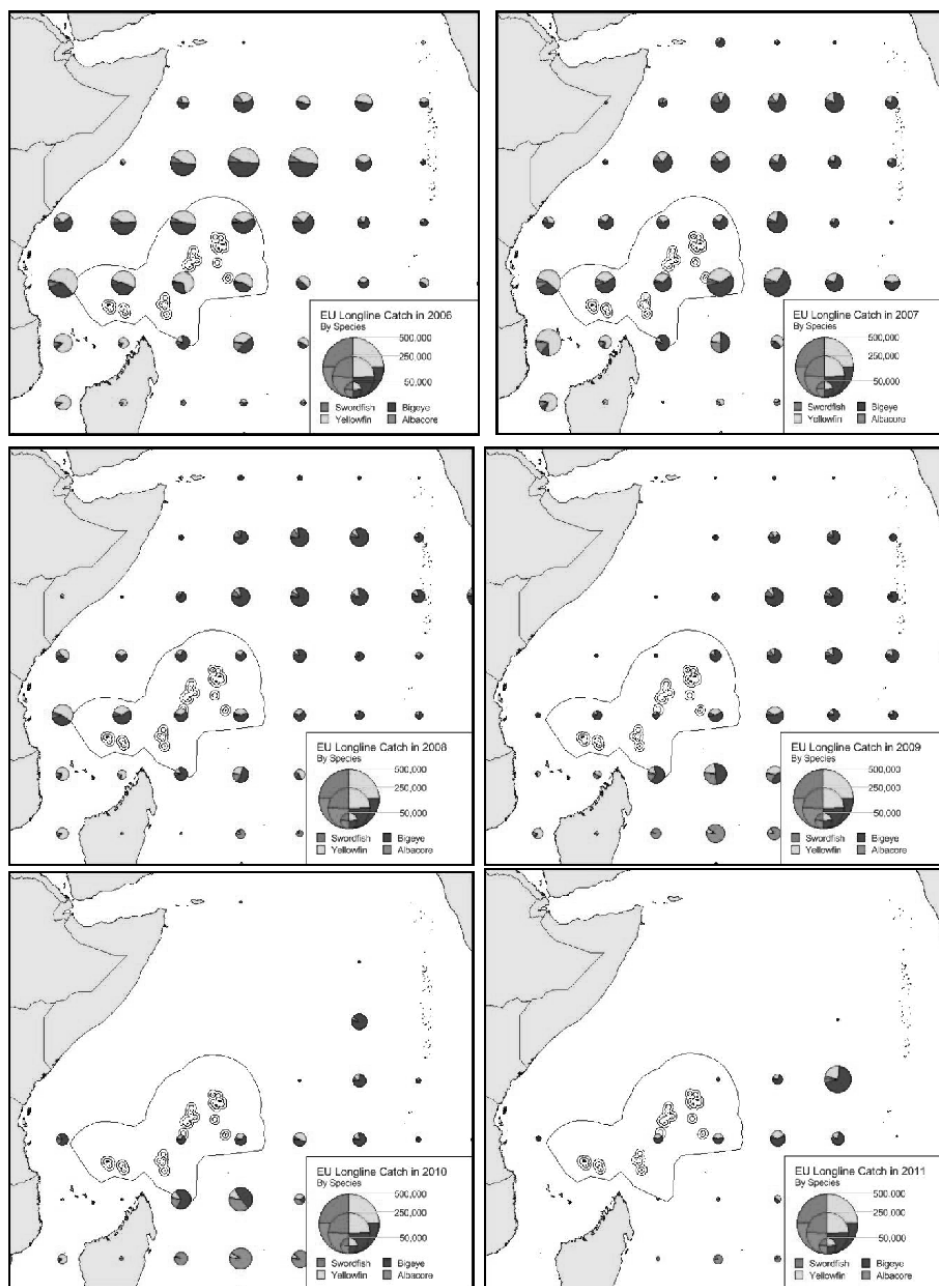 EU Longline Catch in 2006
By Species
500,000
250,000
50,000
Swordfish Bigeye
Yellowfin Albacore
EU Longline Catch in 2007
By Species
500,000
250,000
50,000
Swordfish Bigeye
Yellowfin Albacore
EU Longline Catch in 2008
By Species
500,000
250,000
50,000
Swordfish Bigeye
Yellowfin Albacore
EU Longline Catch in 2009
By Species
500,000
250,000
50,000
Swordfish Bigeye
Yellowfin Albacore
EU Longline Catch in 2010
By Species
500,000
250,000
50,000
Swordfish Bigeye
Yellowfin Albacore
EU Longline Catch in 2011
By Species
500,000
250,000
50,000
Swordfish Bigeye
Yellowfin Albacore